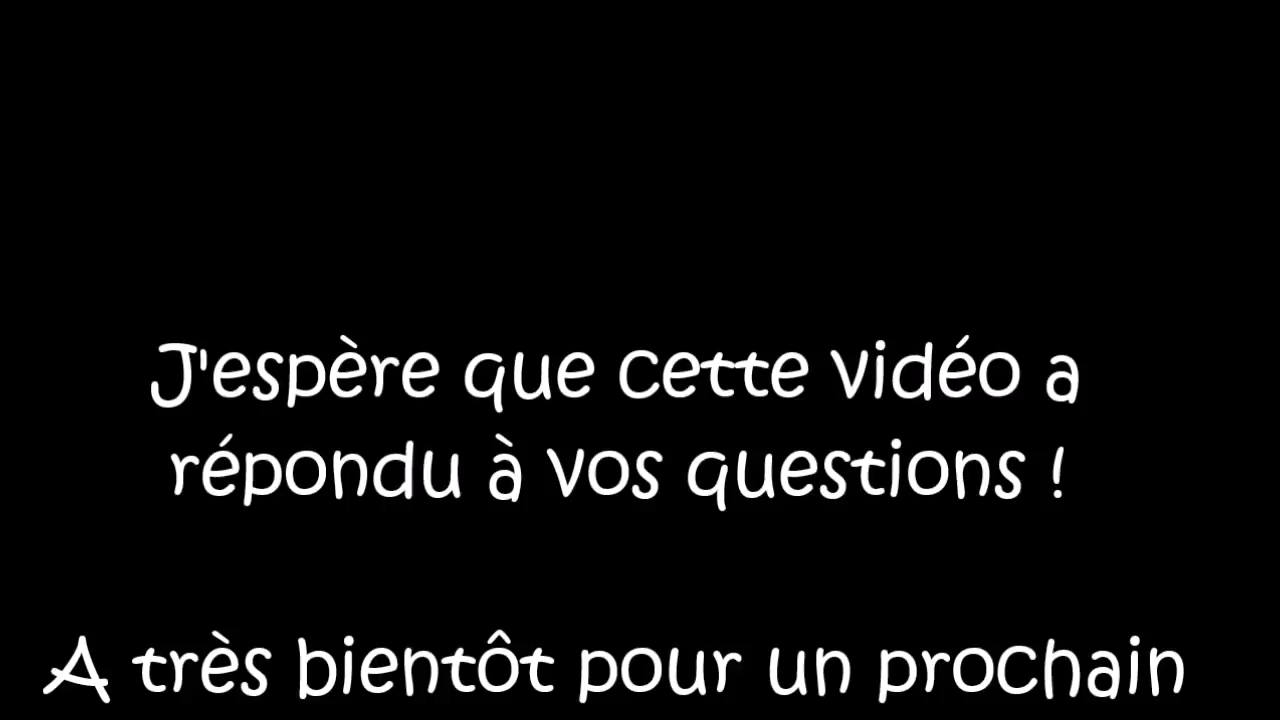 J'espère que cette vidéo a
répondu à vos questions !
A très bientôt pour un prochain